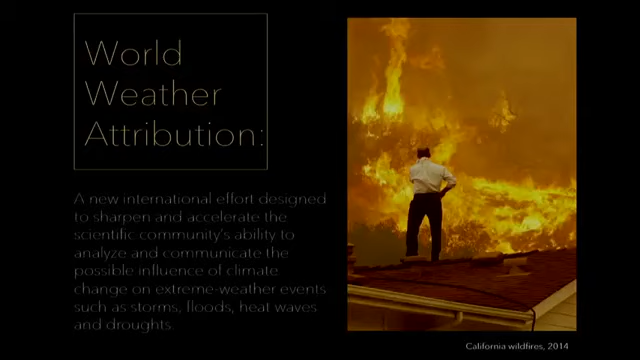 World
Weather
Attribution:
A new international effort designed
to sharpen and accelerate the
scientific community's ability to
analyze and communicate the
possible influence of climate
change on extreme-weather events
such as storms, floods, heat waves
and droughts
California wildfires, 2014